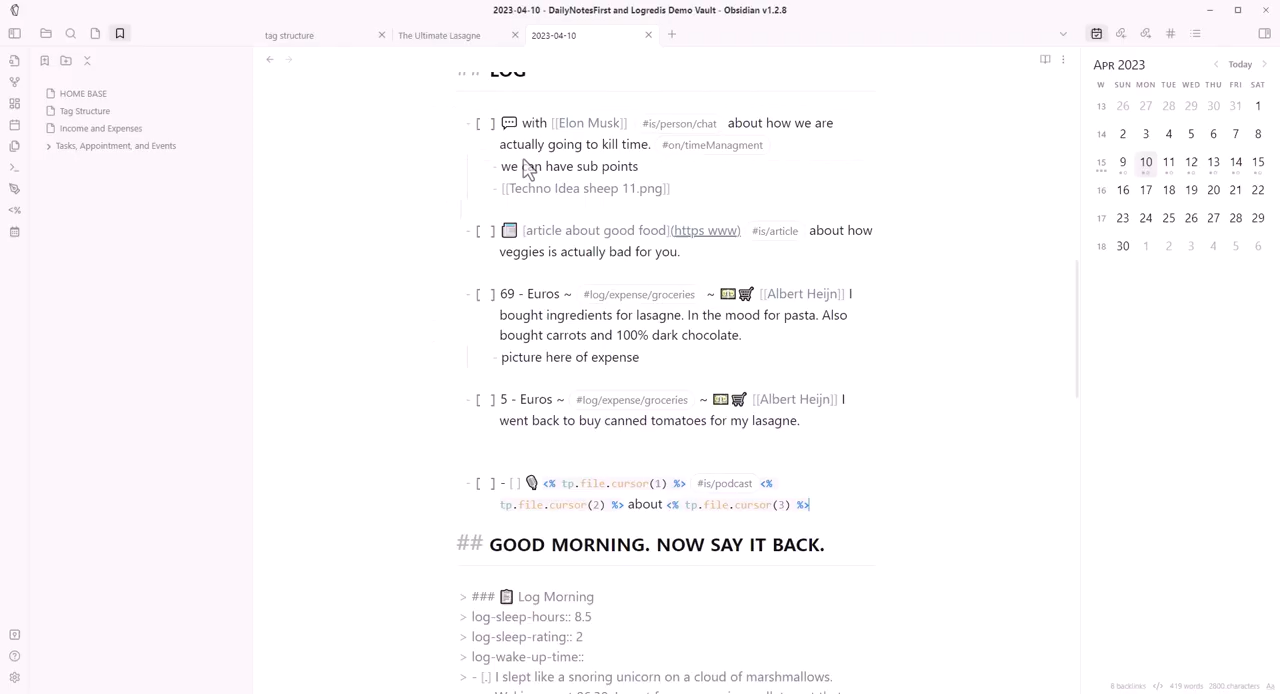 2023-04-10 - DailyNotesFirst and Logredis Demo Vault - Obsidian v1.2.8
tag structure
The Ultimate Lasagne
2023-04-10
HOME BASE
Tag Structure
Income and Expenses
Tasks, Appointment, and Events
## LOG
- [ ] 💬 with [[Elon Musk]] #is/person/chat about how we are
actually going to kill time. #on/timeManagment
- we can have sub points
- [[Techno Idea sheep 11.png]]
- [ ] [article about good food](https www) #is/article about how
veggies is actually bad for you.
- [ ] 69 - Euros ~ #log/expense/groceries ~ 💵🛒 [[Albert Heijn]] I
bought ingredients for lasagne. In the mood for pasta. Also
bought carrots and 100% dark chocolate.
- picture here of expense
- [ ] 5 - Euros ~ #log/expense/groceries ~ 💵🛒 [[Albert Heijn]] I
went back to buy canned tomatoes for my lasagne.
- [ ] - [] 🎙 <% tp.file.cursor(1) %> #is/podcast <%
tp.file.cursor(2) %> about <% tp.file.cursor(3) %>
## GOOD MORNING. NOW SAY IT BACK.
> ### 📋 Log Morning
> log-sleep-hours:: 8.5
> log-sleep-rating:: 2
> log-wake-up-time::
> - [.] I slept like a snoring unicorn on a cloud of marshmallows.
APR 2023
Today
W SUN MON TUE WED THU FRI SAT
13 26 27 28 29 30 31 1
14 2 3 4 5 6 7 8
15 9 10 11 12 13 14 15
16 16 17 18 19 20 21 22
17 23 24 25 26 27 28 29
18 30 1 2 3 4 5 6
8 backlinks </> 419 words 2800 characters Aa